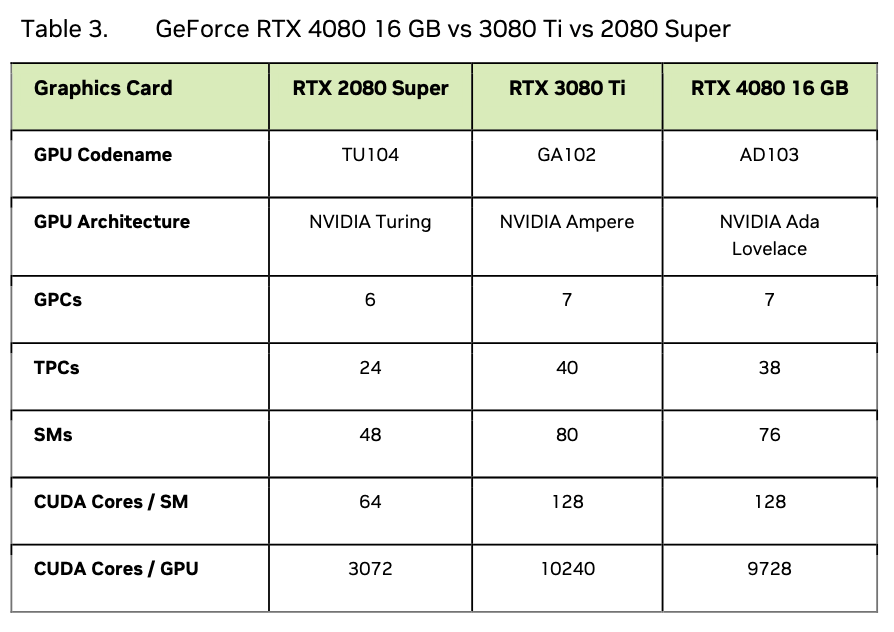 Table 3. GeForce RTX 4080 16 GB vs 3080 Ti vs 2080 Super
Graphics Card RTX 2080 Super RTX 3080 Ti RTX 4080 16 GB
GPU Codename TU104 GA102 AD103
GPU Architecture NVIDIA Turing NVIDIA Ampere NVIDIA Ada
Lovelace
GPCs 6 7 7
TPCs 24 40 38
SMs 48 80 76
CUDA Cores / SM 64 128 128
CUDA Cores / GPU 3072 10240 9728